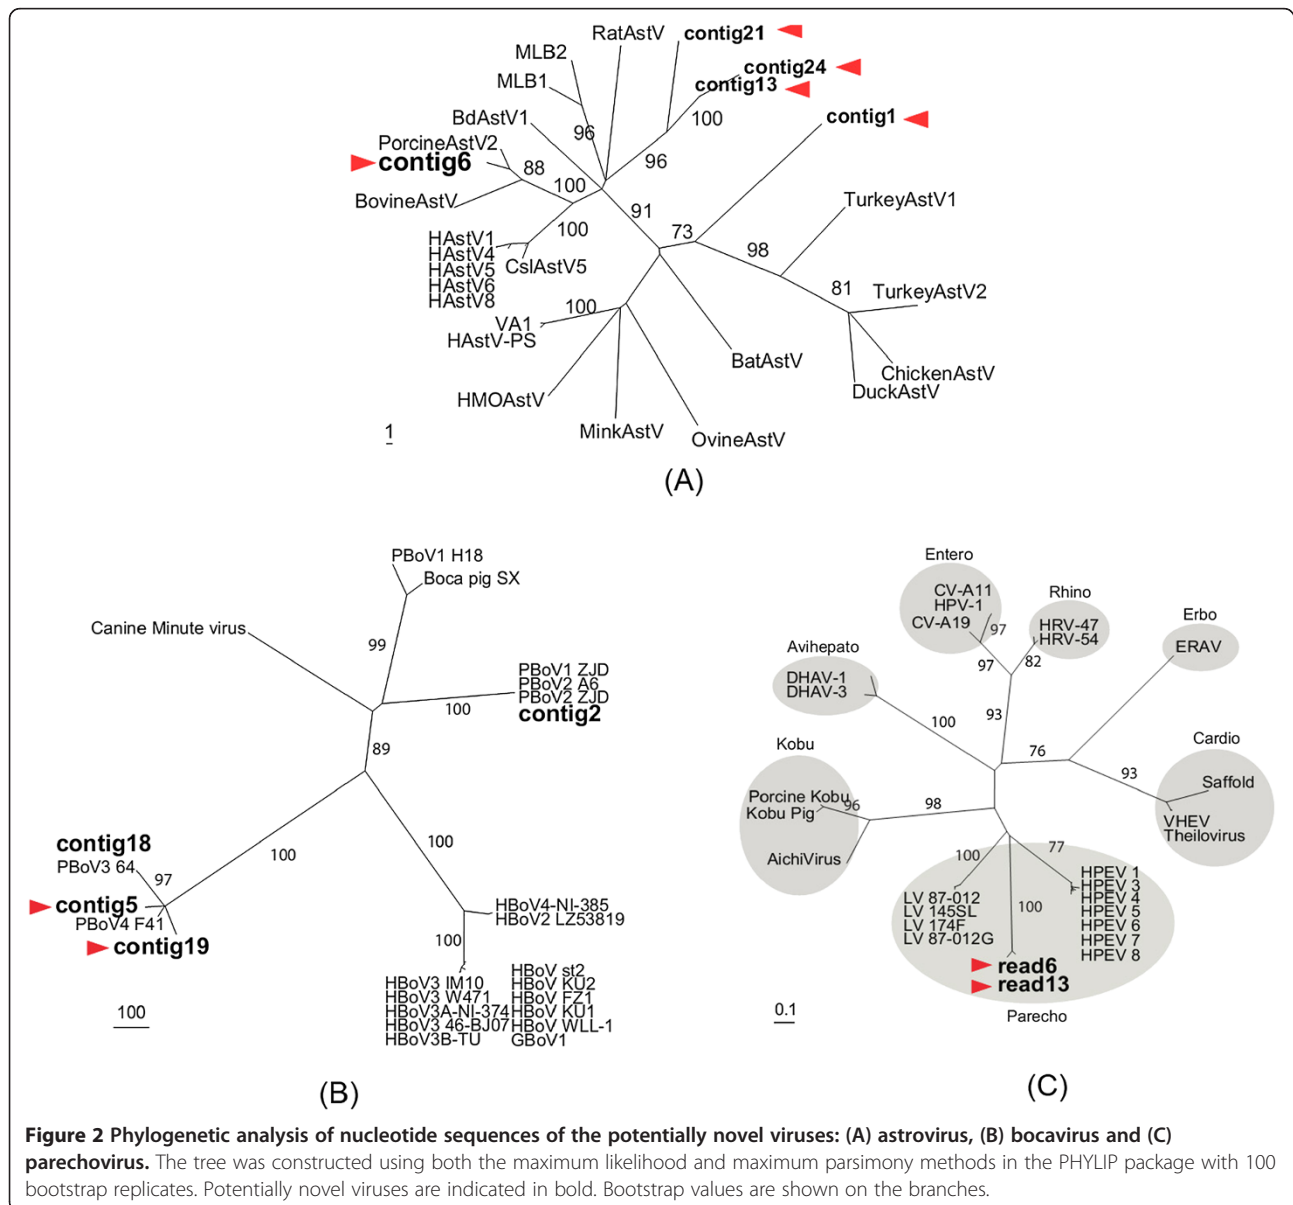 RatAstV
contig21
MLB2
contig24
MLB1
contig13
100
BdAstV1
96
contig1
PorcineAstV2
96
contig6
88
100
BovineAstV
91
TurkeyAstV1
100
73
HAstV1
HAstV4
HAstV5
HAstV6
HAstV8
CslAstV5
98
81
TurkeyAstV2
100
VA1
HAstV-PS
BatAstV
ChickenAstV
DuckAstV
HMOAstV
MinkAstV
OvineAstV
1
(A)
PBoV1 H18
Boca pig SX
Canine Minute virus
99
PBoV1 ZJD
PBoV2 A6
PBoV2 ZJD
contig2
100
89
contig18
PBoV3 64
97
100
100
contig5
PBoV4 F41
contig19
HBoV4-NI-385
HBoV2 LZ53819
100
HBoV3 IM10
HBoV3 W471
HBoV3A-NI-374
HBoV3 46-BJ07
HBoV3B-TU
HBoV st2
HBoV KU2
HBoV FZ1
HBoV KU1
HBoV WLL-1
GBoV1
100
(B)
Entero
CV-A11
HPV-1
CV-A19
97
97
Rhino
HRV-47
HRV-54
82
Erbo
ERAV
Avihepato
DHAV-1
DHAV-3
100
93
76
Kobu
Porcine Kobu
Kobu Pig
96
98
AichiVirus
Cardio
93
Saffold
VHEV
Theilovirus
100
77
LV 87-012
LV 145SL
LV 174F
LV 87-012G
100
HPEV 1
HPEV 3
HPEV 4
HPEV 5
HPEV 6
HPEV 7
HPEV 8
read6
read13
Parecho
0.1
(C)
Figure 2 Phylogenetic analysis of nucleotide sequences of the potentially novel viruses: (A) astrovirus, (B) bocavirus and (C)
parechovirus. The tree was constructed using both the maximum likelihood and maximum parsimony methods in the PHYLIP package with 100
bootstrap replicates. Potentially novel viruses are indicated in bold. Bootstrap values are shown on the branches.